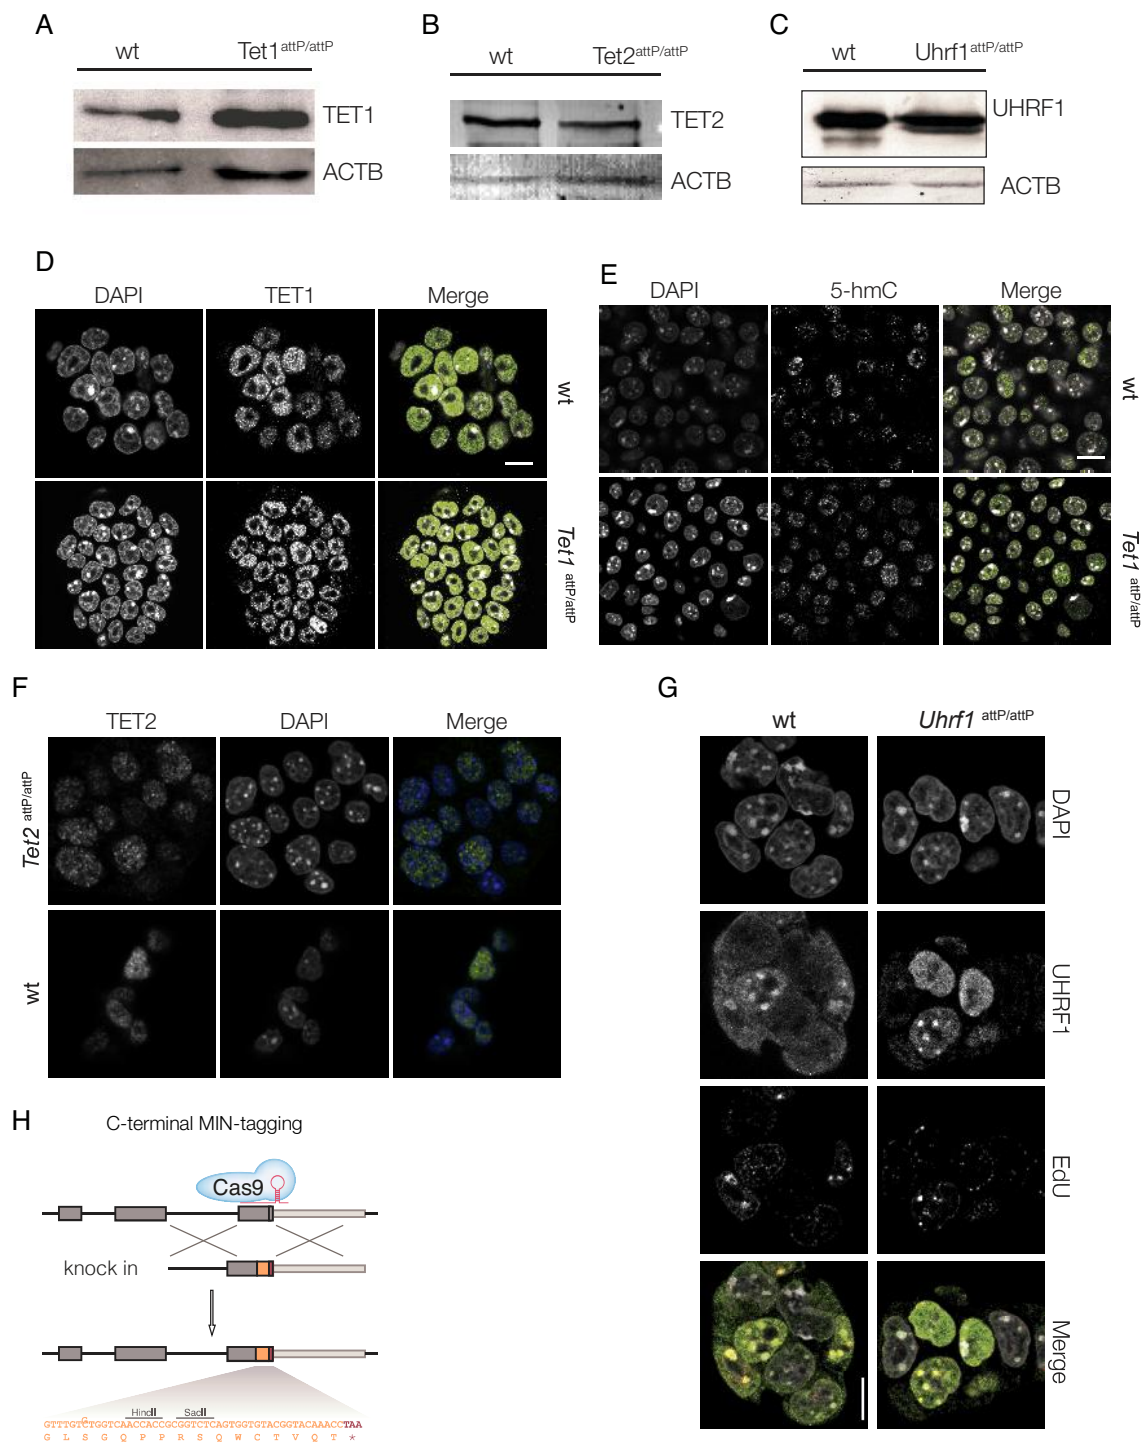 A
wt Tet1attP/attP
TET1
ACTB
B
wt Tet2attP/attP
TET2
ACTB
C
wt Uhrf1attP/attP
UHRF1
ACTB
D
DAPI TET1 Merge
wt
Tet1 attP/attP
E
DAPI 5-hmC Merge
wt
Tet1 attP/attP
F
TET2 DAPI Merge
Tet2 attP/attP
wt
G
wt Uhrf1 attP/attP
DAPI
UHRF1
EdU
Merge
H
C-terminal MIN-tagging
Cas9
knock in
HincII SacII
G
GTTTGTCTGGTCAACCACCGCGGTCTCAGTGGTGTACGGTACAAACCTAA
G L S G Q P P R S Q W C T V Q T *